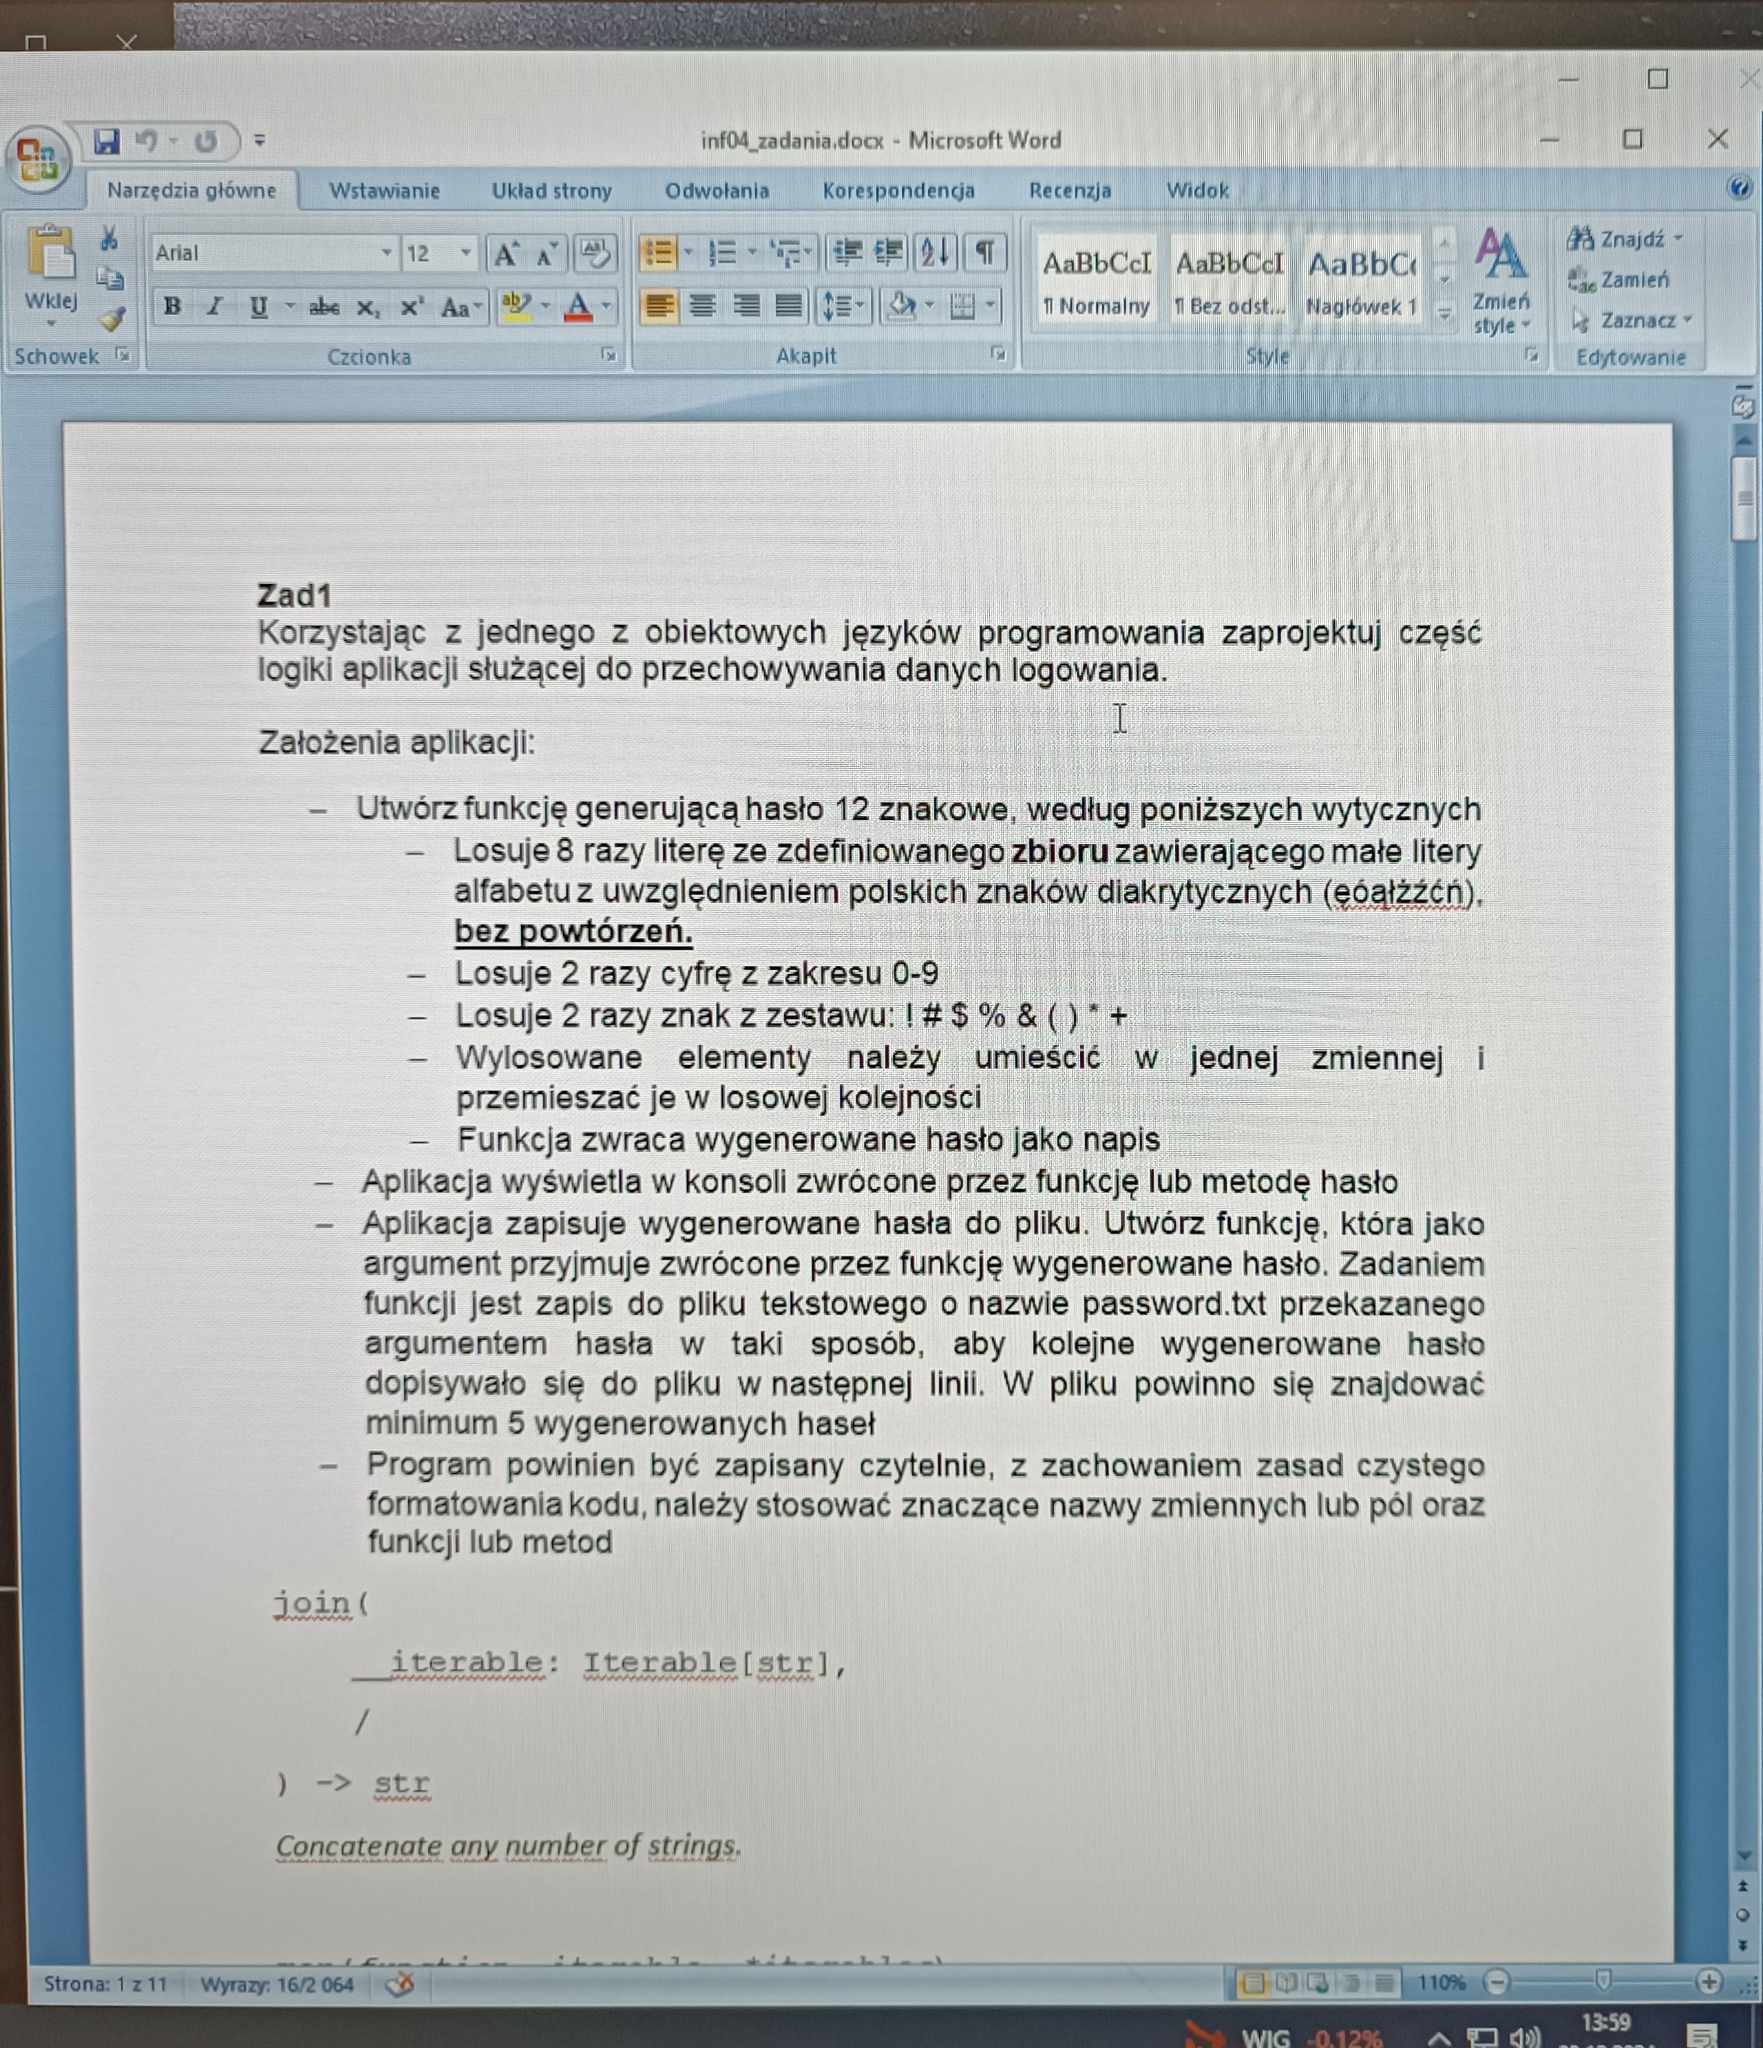 inf04_zadania.docx - Microsoft Word
Narzędzia główne Wstawianie Układ strony Odwołania Korespondencja Recenzja Widok
Wklej
Schowek
Arial 12
B I U abe x₂ x² Aa
Czcionka
Akapit
AaBbCcI AaBbCcI AaBbC
¶ Normalny ¶ Bez odst... Nagłówek 1
Zmień style
Style
Znajdź
Zamień
Zaznacz
Edytowanie
Zad1
Korzystając z jednego z obiektowych języków programowania zaprojektuj część
logiki aplikacji służącej do przechowywania danych logowania.
Założenia aplikacji:
– Utwórz funkcję generującą hasło 12 znakowe, według poniższych wytycznych
– Losuje 8 razy literę ze zdefiniowanego zbioru zawierającego małe litery
alfabetu z uwzględnieniem polskich znaków diakrytycznych (ęóąłżźćń),
bez powtórzeń.
– Losuje 2 razy cyfrę z zakresu 0-9
– Losuje 2 razy znak z zestawu: ! # $ % & ( ) * +
– Wylosowane elementy należy umieścić w jednej zmiennej i
przemieszać je w losowej kolejności
– Funkcja zwraca wygenerowane hasło jako napis
– Aplikacja wyświetla w konsoli zwrócone przez funkcję lub metodę hasło
– Aplikacja zapisuje wygenerowane hasła do pliku. Utwórz funkcję, która jako
argument przyjmuje zwrócone przez funkcję wygenerowane hasło. Zadaniem
funkcji jest zapis do pliku tekstowego o nazwie password.txt przekazanego
argumentem hasła w taki sposób, aby kolejne wygenerowane hasło
dopisywało się do pliku w następnej linii. W pliku powinno się znajdować
minimum 5 wygenerowanych haseł
– Program powinien być zapisany czytelnie, z zachowaniem zasad czystego
formatowania kodu, należy stosować znaczące nazwy zmiennych lub pól oraz
funkcji lub metod
join(
__iterable: Iterable[str],
/
) -> str
Concatenate any number of strings.
Strona: 1 z 11 Wyrazy: 16/2 064 110%
WIG -0,12% 13:59